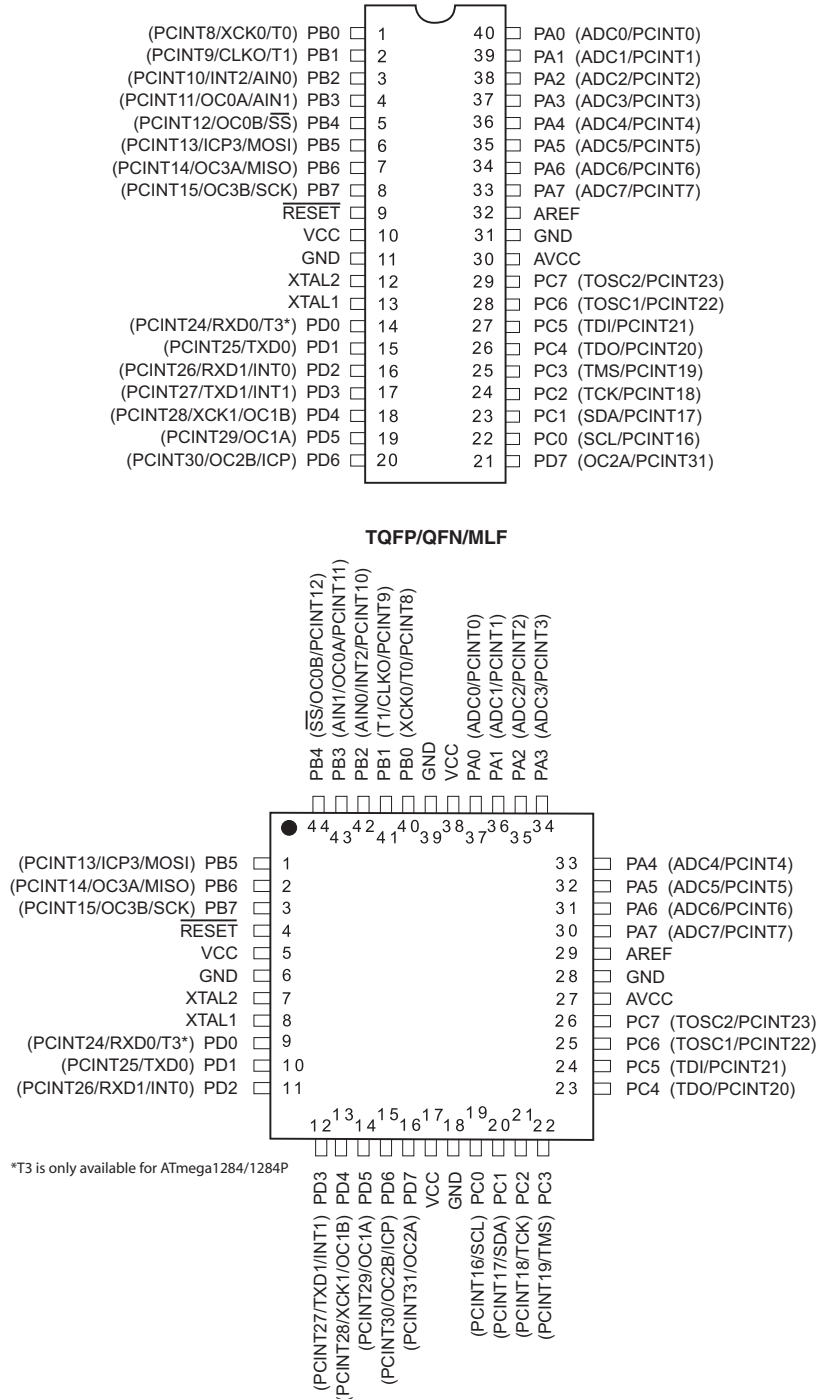 (PCINT8/XCK0/T0) PB0 1 40 PA0 (ADC0/PCINT0)
(PCINT9/CLKO/T1) PB1 2 39 PA1 (ADC1/PCINT1)
(PCINT10/INT2/AIN0) PB2 3 38 PA2 (ADC2/PCINT2)
(PCINT11/OC0A/AIN1) PB3 4 37 PA3 (ADC3/PCINT3)
(PCINT12/OC0B/SS) PB4 5 36 PA4 (ADC4/PCINT4)
(PCINT13/ICP3/MOSI) PB5 6 35 PA5 (ADC5/PCINT5)
(PCINT14/OC3A/MISO) PB6 7 34 PA6 (ADC6/PCINT6)
(PCINT15/OC3B/SCK) PB7 8 33 PA7 (ADC7/PCINT7)
RESET 9 32 AREF
VCC 10 31 GND
GND 11 30 AVCC
XTAL2 12 29 PC7 (TOSC2/PCINT23)
XTAL1 13 28 PC6 (TOSC1/PCINT22)
(PCINT24/RXD0/T3*) PD0 14 27 PC5 (TDI/PCINT21)
(PCINT25/TXD0) PD1 15 26 PC4 (TDO/PCINT20)
(PCINT26/RXD1/INT0) PD2 16 25 PC3 (TMS/PCINT19)
(PCINT27/TXD1/INT1) PD3 17 24 PC2 (TCK/PCINT18)
(PCINT28/XCK1/OC1B) PD4 18 23 PC1 (SDA/PCINT17)
(PCINT29/OC1A) PD5 19 22 PC0 (SCL/PCINT16)
(PCINT30/OC2B/ICP) PD6 20 21 PD7 (OC2A/PCINT31)
TQFP/QFN/MLF
PB4 (SS/OC0B/PCINT12)
PB3 (AIN1/OC0A/PCINT11)
PB2 (AIN0/INT2/PCINT10)
PB1 (T1/CLKO/PCINT9)
PB0 (XCK0/T0/PCINT8)
GND
VCC
PA0 (ADC0/PCINT0)
PA1 (ADC1/PCINT1)
PA2 (ADC2/PCINT2)
PA3 (ADC3/PCINT3)
44 43 42 41 40 39 38 37 36 35 34
(PCINT13/ICP3/MOSI) PB5 1 33 PA4 (ADC4/PCINT4)
(PCINT14/OC3A/MISO) PB6 2 32 PA5 (ADC5/PCINT5)
(PCINT15/OC3B/SCK) PB7 3 31 PA6 (ADC6/PCINT6)
RESET 4 30 PA7 (ADC7/PCINT7)
VCC 5 29 AREF
GND 6 28 GND
XTAL2 7 27 AVCC
XTAL1 8 26 PC7 (TOSC2/PCINT23)
(PCINT24/RXD0/T3*) PD0 9 25 PC6 (TOSC1/PCINT22)
(PCINT25/TXD0) PD1 10 24 PC5 (TDI/PCINT21)
(PCINT26/RXD1/INT0) PD2 11 23 PC4 (TDO/PCINT20)
12 13 14 15 16 17 18 19 20 21 22
*T3 is only available for ATmega1284/1284P
(PCINT27/TXD1/INT1) PD3
(PCINT28/XCK1/OC1B) PD4
(PCINT29/OC1A) PD5
(PCINT30/OC2B/ICP) PD6
(PCINT31/OC2A) PD7
VCC
GND
(PCINT16/SCL) PC0
(PCINT17/SDA) PC1
(PCINT18/TCK) PC2
(PCINT19/TMS) PC3